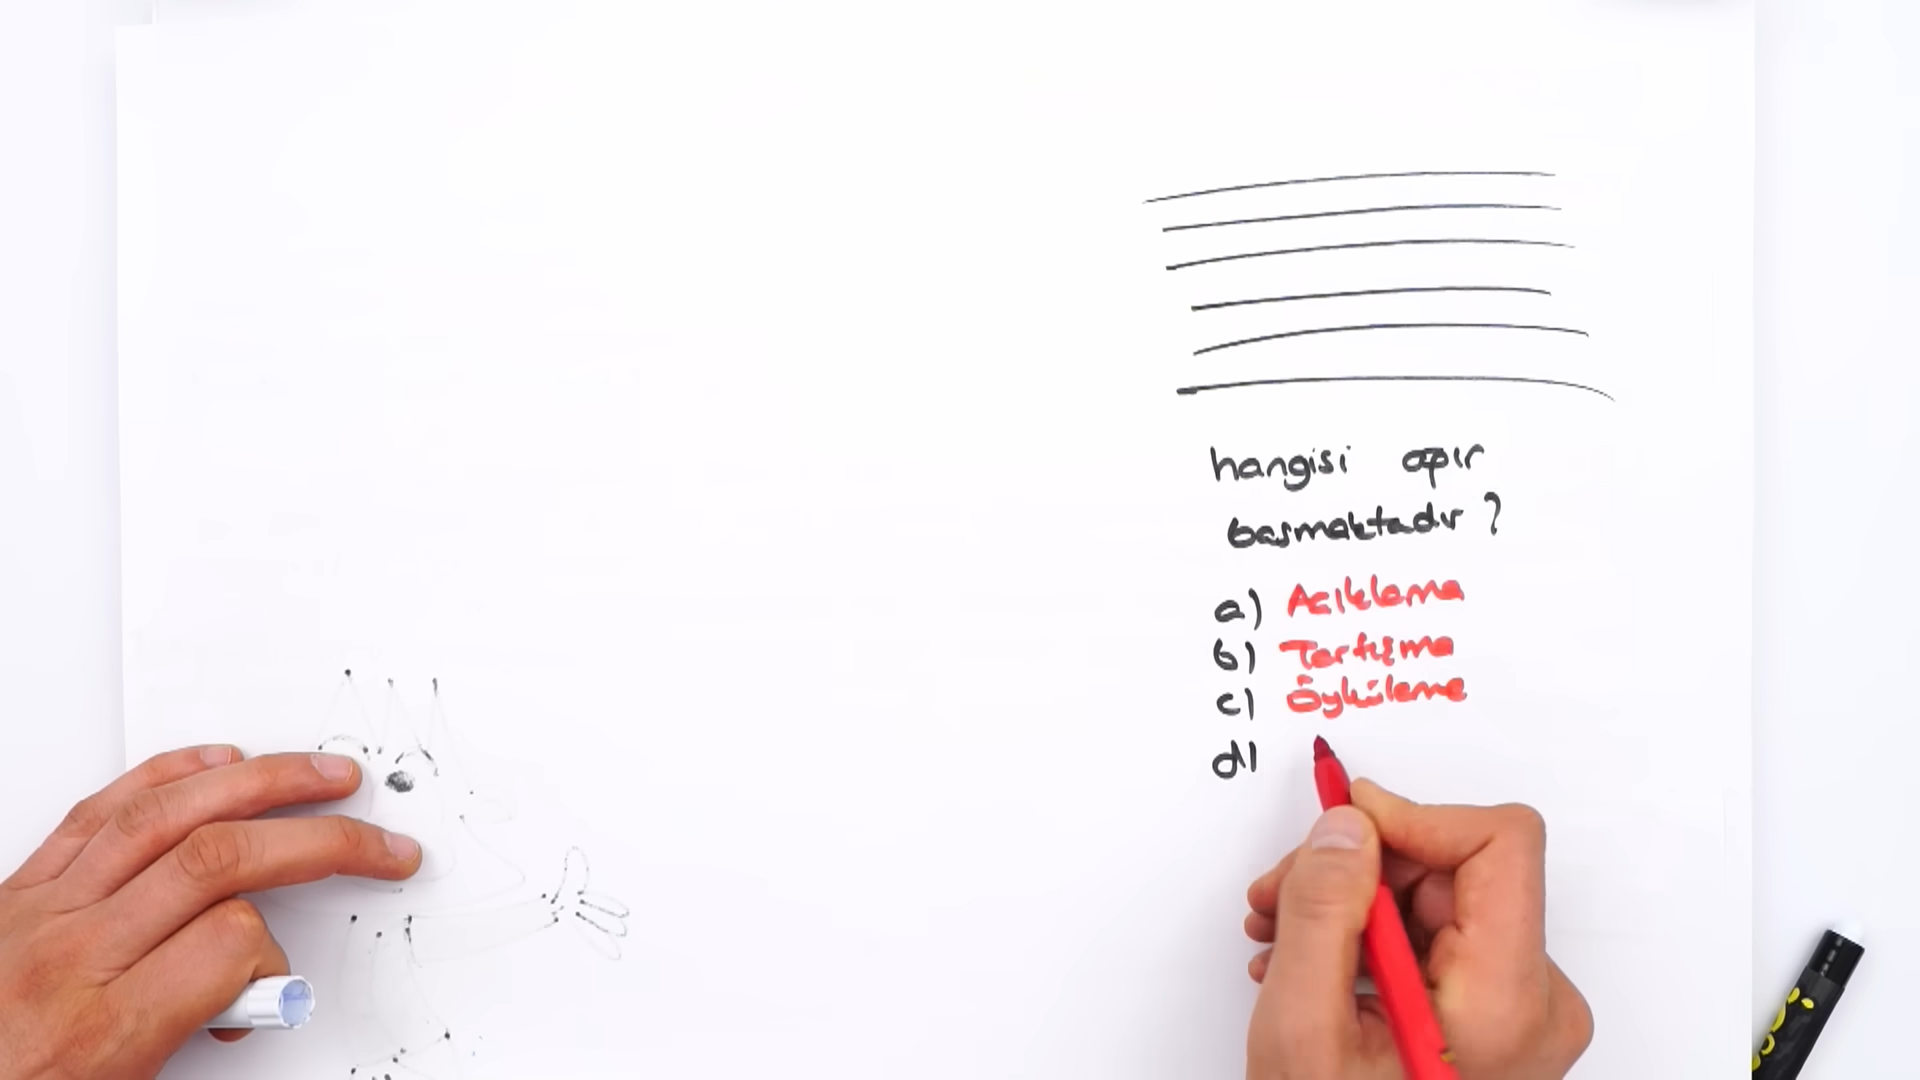 hangisi ağır
basmaktadır?
a) Açıklama
b) Tartışma
c) Öyküleme
d)